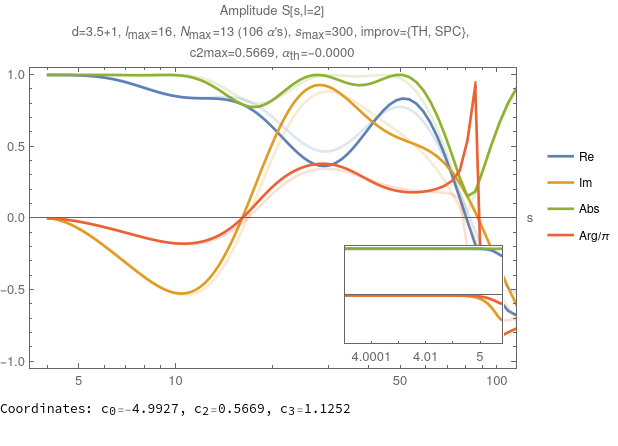 Amplitude S[s,l=2]
d=3.5+1, lmax=16, Nmax=13 (106 α's), smax=300, improv={TH, SPC},
c2max=0.5669, αth=-0.0000
1.0
0.5
0.0
-0.5
-1.0
5
10
50
100
s
4.0001
4.01
5
Re
Im
Abs
Arg/π
Coordinates: c0=-4.9927, c2=0.5669, c3=1.1252